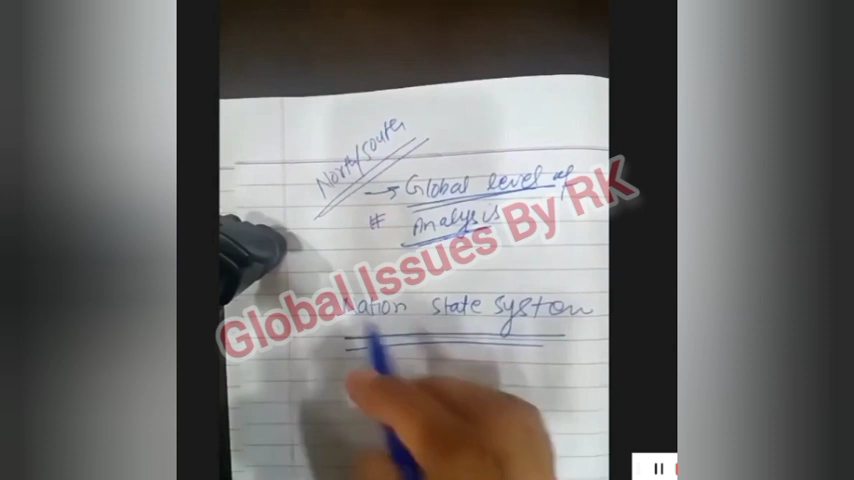 North/South
→ Global level of
# Analysis
Nation state system
Global Issues By RK